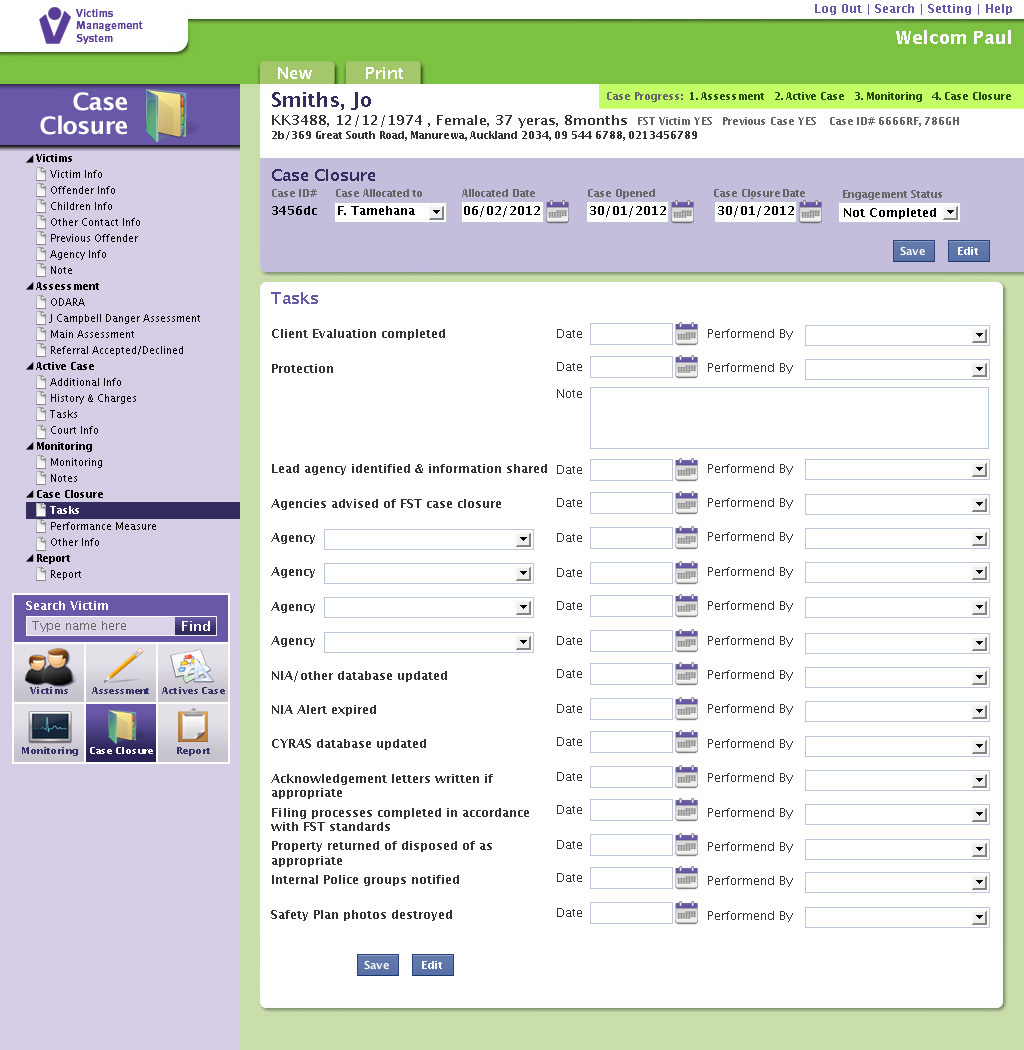 Victims
Management
System
Log Out | Search | Setting | Help
Welcom Paul
New Print
Case
Closure
Smiths, Jo
Case Progress: 1. Assessment 2. Active Case 3. Monitoring 4. Case Closure
KK3488, 12/12/1974 , Female, 37 yeras, 8months FST Victim YES Previous Case YES Case ID# 6666RF, 786GH
2b/369 Great South Road, Manurewa, Auckland 2034, 09 544 6788, 0213456789
Victims
Victim Info
Offender Info
Children Info
Other Contact Info
Previous Offender
Agency Info
Note
Assessment
ODARA
J Campbell Danger Assessment
Main Assessment
Referral Accepted/Declined
Active Case
Additional Info
History & Charges
Tasks
Court Info
Monitoring
Monitoring
Notes
Case Closure
Tasks
Performance Measure
Other Info
Report
Report
Search Victim
Type name here Find
Victims Assessment Actives Case
Monitoring Case Closure Report
Case Closure
Case ID# Case Allocated to Allocated Date Case Opened Case Closure Date Engagement Status
3456dc F. Tamehana 06/02/2012 30/01/2012 30/01/2012 Not Completed
Save Edit
Tasks
Client Evaluation completed Date Performend By
Protection Date Performend By
Note
Lead agency identified & information shared Date Performend By
Agencies advised of FST case closure Date Performend By
Agency Date Performend By
Agency Date Performend By
Agency Date Performend By
Agency Date Performend By
NIA/other database updated Date Performend By
NIA Alert expired Date Performend By
CYRAS database updated Date Performend By
Acknowledgement letters written if Date Performend By
appropriate
Filing processes completed in accordance Date Performend By
with FST standards
Property returned of disposed of as Date Performend By
appropriate
Internal Police groups notified Date Performend By
Safety Plan photos destroyed Date Performend By
Save Edit